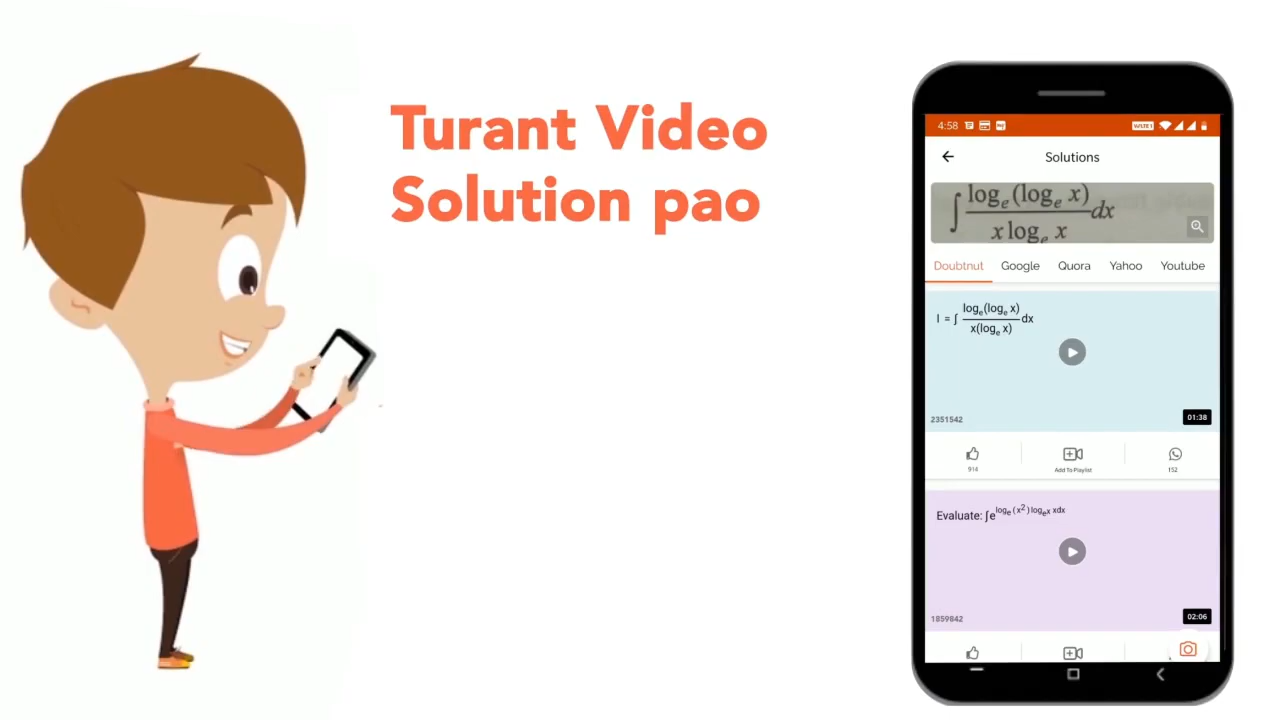 Turant Video
Solution pao
4:58
VoLTE1
Solutions
∫ logₑ(logₑ x) / x logₑ x dx
Doubtnut Google Quora Yahoo Youtube
I = ∫ logₑ(logₑ x) / x(logₑ x) dx
2351542 01:38
914 Add To Playlist 152
Evaluate: ∫e^logₑ(x²)logₑx xdx
1859842 02:06